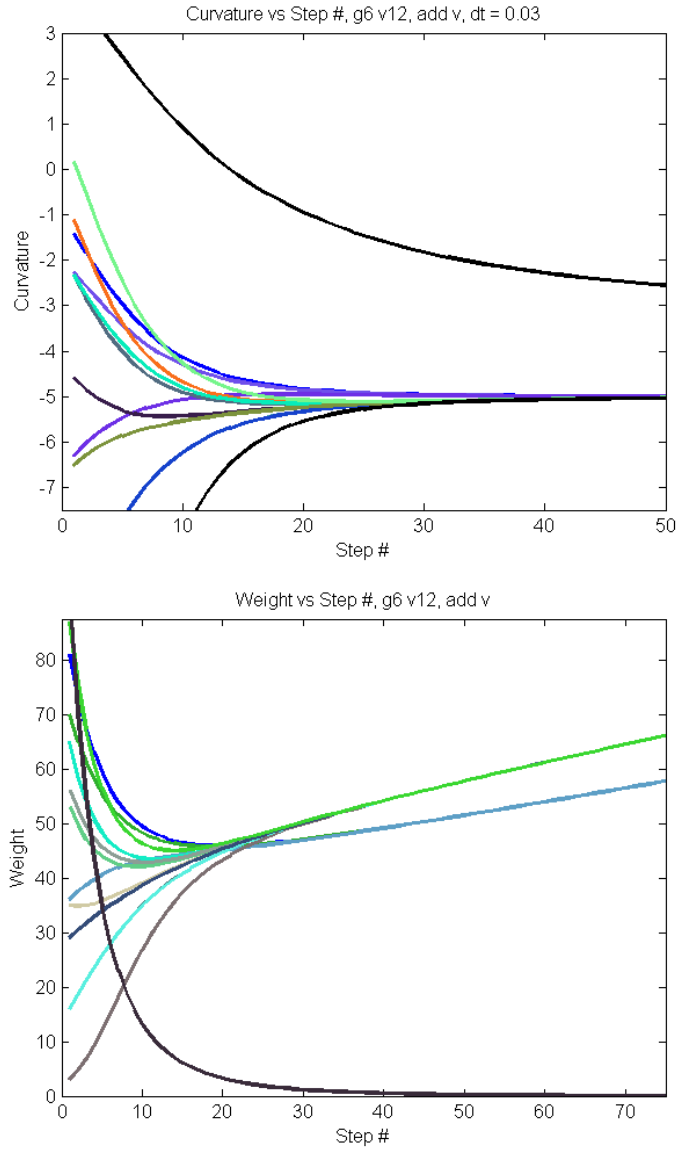 Curvature vs Step #, g6 v12, add v, dt = 0.03
3
2
1
0
-1
-2
-3
-4
-5
-6
-7
Curvature
0 10 20 30 40 50
Step #
Weight vs Step #, g6 v12, add v
80
70
60
50
40
30
20
10
0
Weight
0 10 20 30 40 50 60 70
Step #